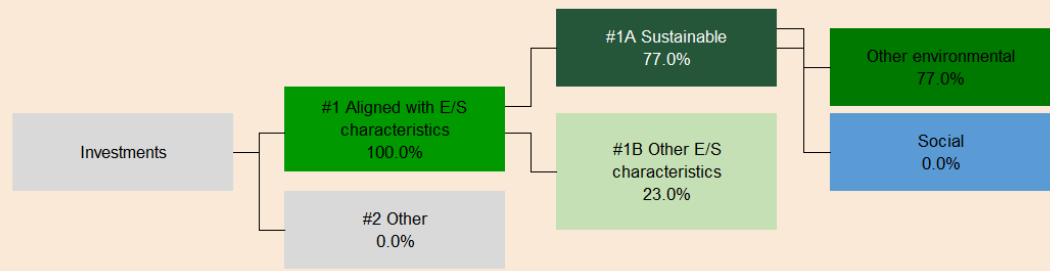 Investments
#1 Aligned with E/S
characteristics
100.0%
#2 Other
0.0%
#1A Sustainable
77.0%
#1B Other E/S
characteristics
23.0%
Other environmental
77.0%
Social
0.0%